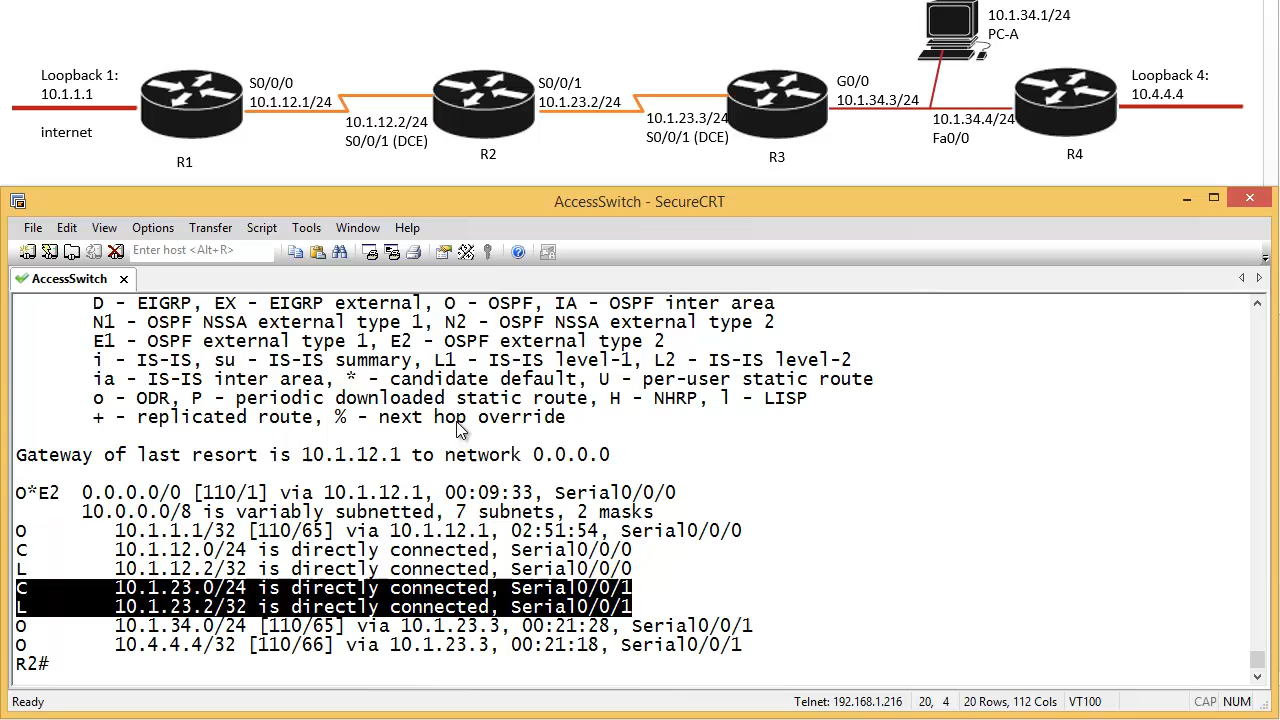 10.1.34.1/24
PC-A
Loopback 1:
10.1.1.1
internet
S0/0/0
10.1.12.1/24
10.1.12.2/24
S0/0/1 (DCE)
S0/0/1
10.1.23.2/24
10.1.23.3/24
S0/0/1 (DCE)
G0/0
10.1.34.3/24
10.1.34.4/24
Fa0/0
Loopback 4:
10.4.4.4
R1
R2
R3
R4
AccessSwitch - SecureCRT
File Edit View Options Transfer Script Tools Window Help
Enter host <Alt+R>
AccessSwitch
D - EIGRP, EX - EIGRP external, O - OSPF, IA - OSPF inter area
N1 - OSPF NSSA external type 1, N2 - OSPF NSSA external type 2
E1 - OSPF external type 1, E2 - OSPF external type 2
i - IS-IS, su - IS-IS summary, L1 - IS-IS level-1, L2 - IS-IS level-2
ia - IS-IS inter area, * - candidate default, U - per-user static route
o - ODR, P - periodic downloaded static route, H - NHRP, l - LISP
+ - replicated route, % - next hop override
Gateway of last resort is 10.1.12.1 to network 0.0.0.0
O*E2 0.0.0.0/0 [110/1] via 10.1.12.1, 00:09:33, Serial0/0/0
10.0.0.0/8 is variably subnetted, 7 subnets, 2 masks
O 10.1.1.1/32 [110/65] via 10.1.12.1, 02:51:54, Serial0/0/0
C 10.1.12.0/24 is directly connected, Serial0/0/0
L 10.1.12.2/32 is directly connected, Serial0/0/0
C 10.1.23.0/24 is directly connected, Serial0/0/1
L 10.1.23.2/32 is directly connected, Serial0/0/1
O 10.1.34.0/24 [110/65] via 10.1.23.3, 00:21:28, Serial0/0/1
O 10.4.4.4/32 [110/66] via 10.1.23.3, 00:21:18, Serial0/0/1
R2#
Ready Telnet: 192.168.1.216 20, 4 20 Rows, 112 Cols VT100 CAP NUM